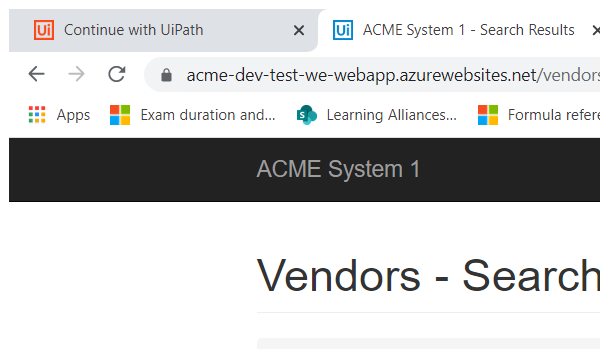 Ui Continue with UiPath Ui ACME System 1 - Search Results
acme-dev-test-we-webapp.azurewebsites.net/vendors
Apps Exam duration and... S Learning Alliances... Formula refere
ACME System 1
Vendors - Search